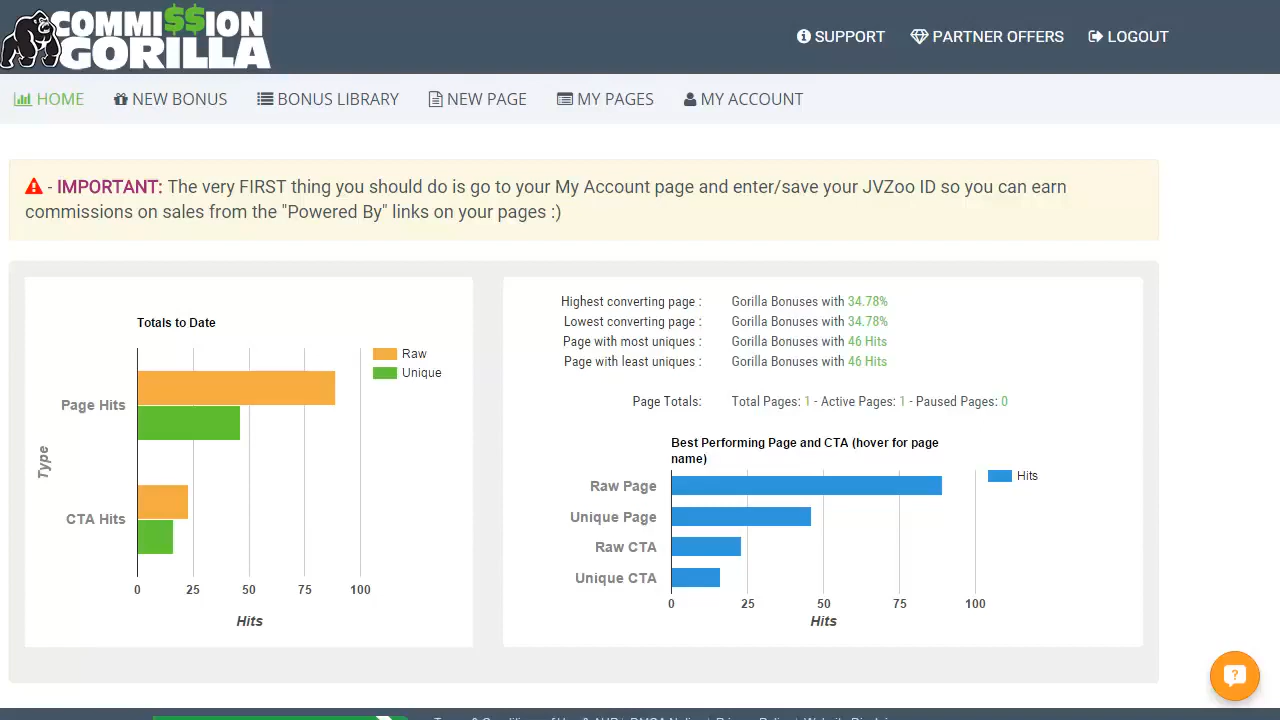 COMMI$$ION
GORILLA
SUPPORT PARTNER OFFERS LOGOUT
HOME NEW BONUS BONUS LIBRARY NEW PAGE MY PAGES MY ACCOUNT
- IMPORTANT: The very FIRST thing you should do is go to your My Account page and enter/save your JVZoo ID so you can earn
commissions on sales from the "Powered By" links on your pages :)
Totals to Date
Raw
Unique
Page Hits
CTA Hits
Type
0 25 50 75 100
Hits
Highest converting page : Gorilla Bonuses with 34.78%
Lowest converting page : Gorilla Bonuses with 34.78%
Page with most uniques : Gorilla Bonuses with 46 Hits
Page with least uniques : Gorilla Bonuses with 46 Hits
Page Totals: Total Pages: 1 - Active Pages: 1 - Paused Pages: 0
Best Performing Page and CTA (hover for page
name)
Hits
Raw Page
Unique Page
Raw CTA
Unique CTA
0 25 50 75 100
Hits